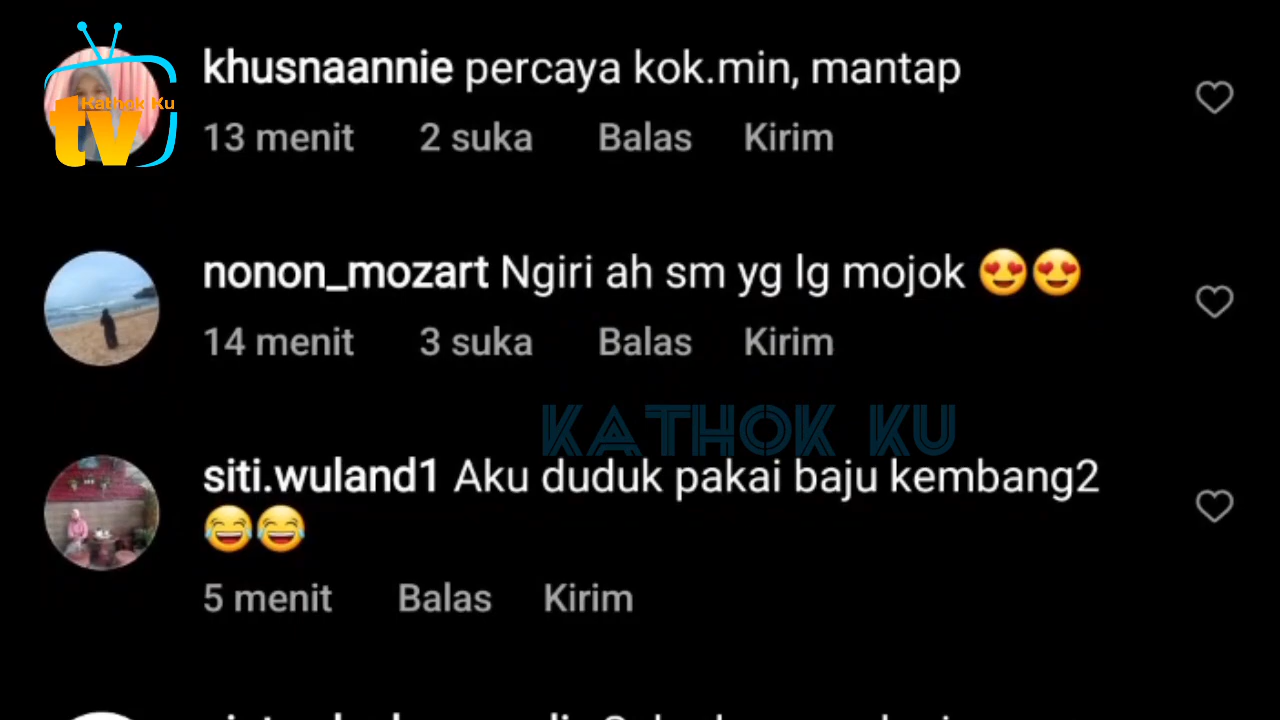 Kathok Ku
tv
khusnaannie percaya kok.min, mantap
13 menit 2 suka Balas Kirim
nonon_mozart Ngiri ah sm yg lg mojok 😍😍
14 menit 3 suka Balas Kirim
KATHOK KU
siti.wuland1 Aku duduk pakai baju kembang2
😂😂
5 menit Balas Kirim